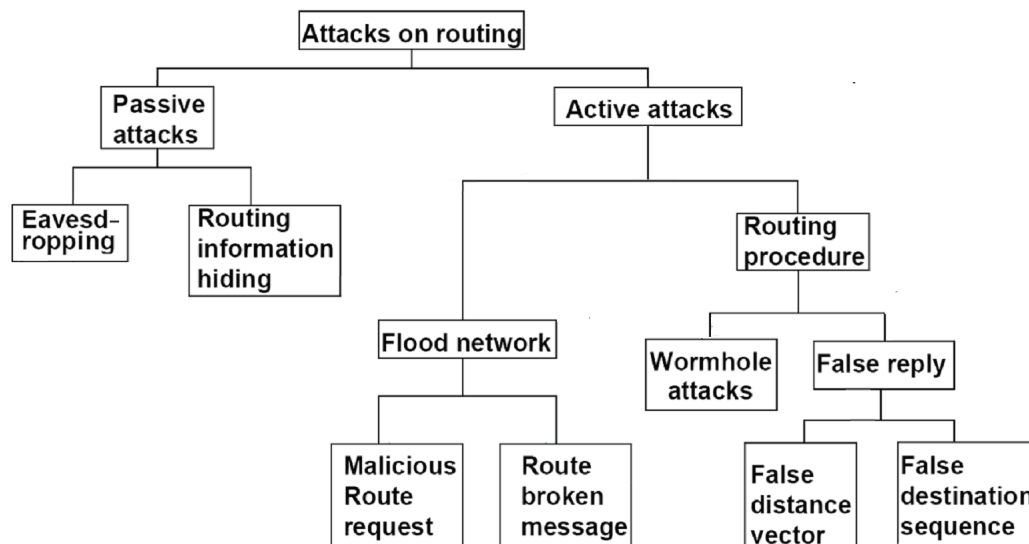 Attacks on routing
Passive
attacks
Active attacks
Eavesd-
ropping
Routing
information
hiding
Routing
procedure
Flood network
Wormhole
attacks
False reply
Malicious
Route
request
Route
broken
message
False
distance
vector
False
destination
sequence